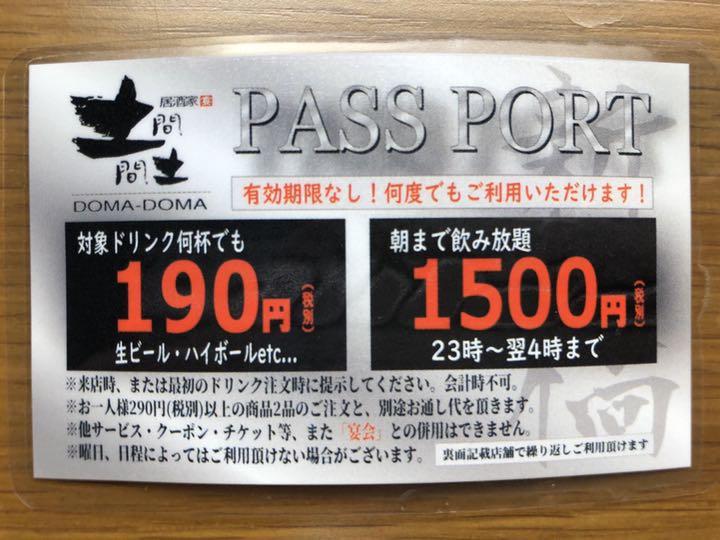 居酒家
土間
間土
DOMA-DOMA
PASS PORT
有効期限なし！何度でもご利用いただけます！
対象ドリンク何杯でも
190円(税別)
生ビール・ハイボールetc...
朝まで飲み放題
1500円(税別)
23時～翌4時まで
※来店時、または最初のドリンク注文時に提示してください。会計時不可。
※お一人様290円(税別)以上の商品2品のご注文と、別途お通し代を頂きます。
※他サービス・クーポン・チケット等、また「宴会」との併用はできません。
※曜日、日程によってはご利用頂けない場合がございます。
裏面記載店舗で繰り返しご利用頂けます